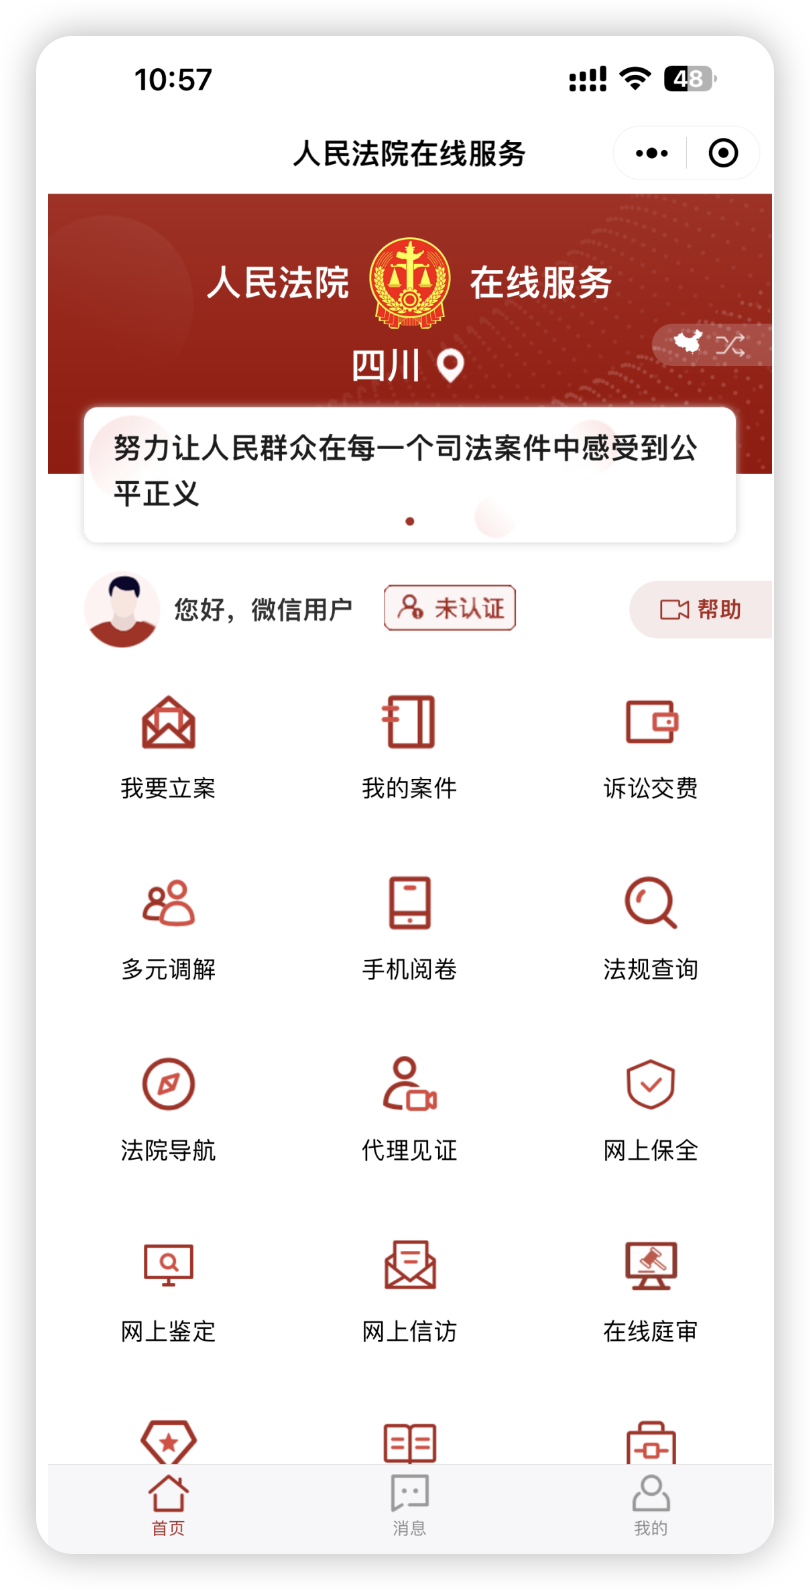 10:57
48
人民法院在线服务
人民法院 在线服务
四川
努力让人民群众在每一个司法案件中感受到公
平正义
您好，微信用户 未认证 帮助
我要立案 我的案件 诉讼交费
多元调解 手机阅卷 法规查询
法院导航 代理见证 网上保全
网上鉴定 网上信访 在线庭审
首页 消息 我的